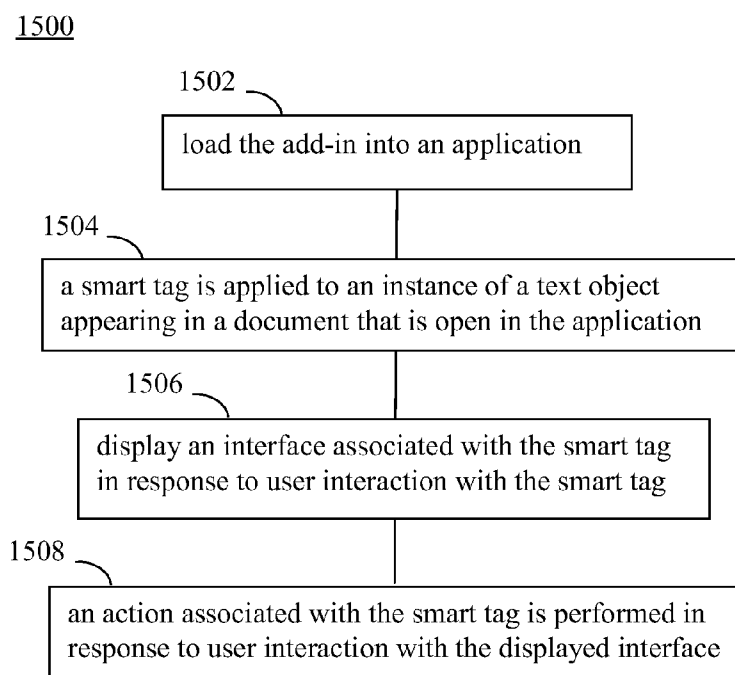 1500
1502
load the add-in into an application
1504
a smart tag is applied to an instance of a text object
appearing in a document that is open in the application
1506
display an interface associated with the smart tag
in response to user interaction with the smart tag
1508
an action associated with the smart tag is performed in
response to user interaction with the displayed interface